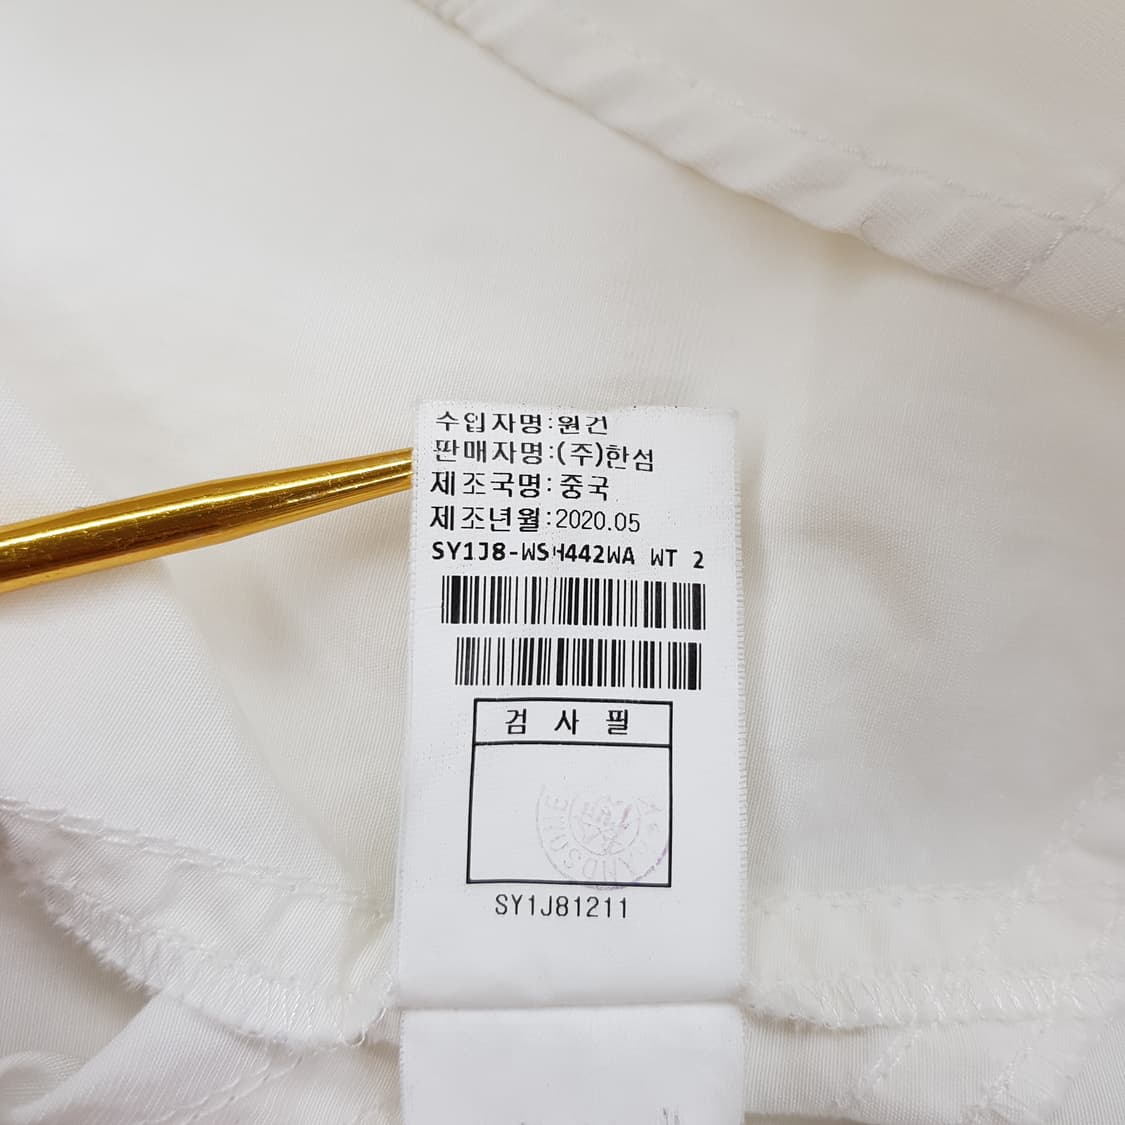 수입자명:원건
판매자명:(주)한섬
제조국명:중국
제조년월:2020.05
SY1J8-WSH442WA WT 2
검 사 필
HANDSOME
SY1J81211